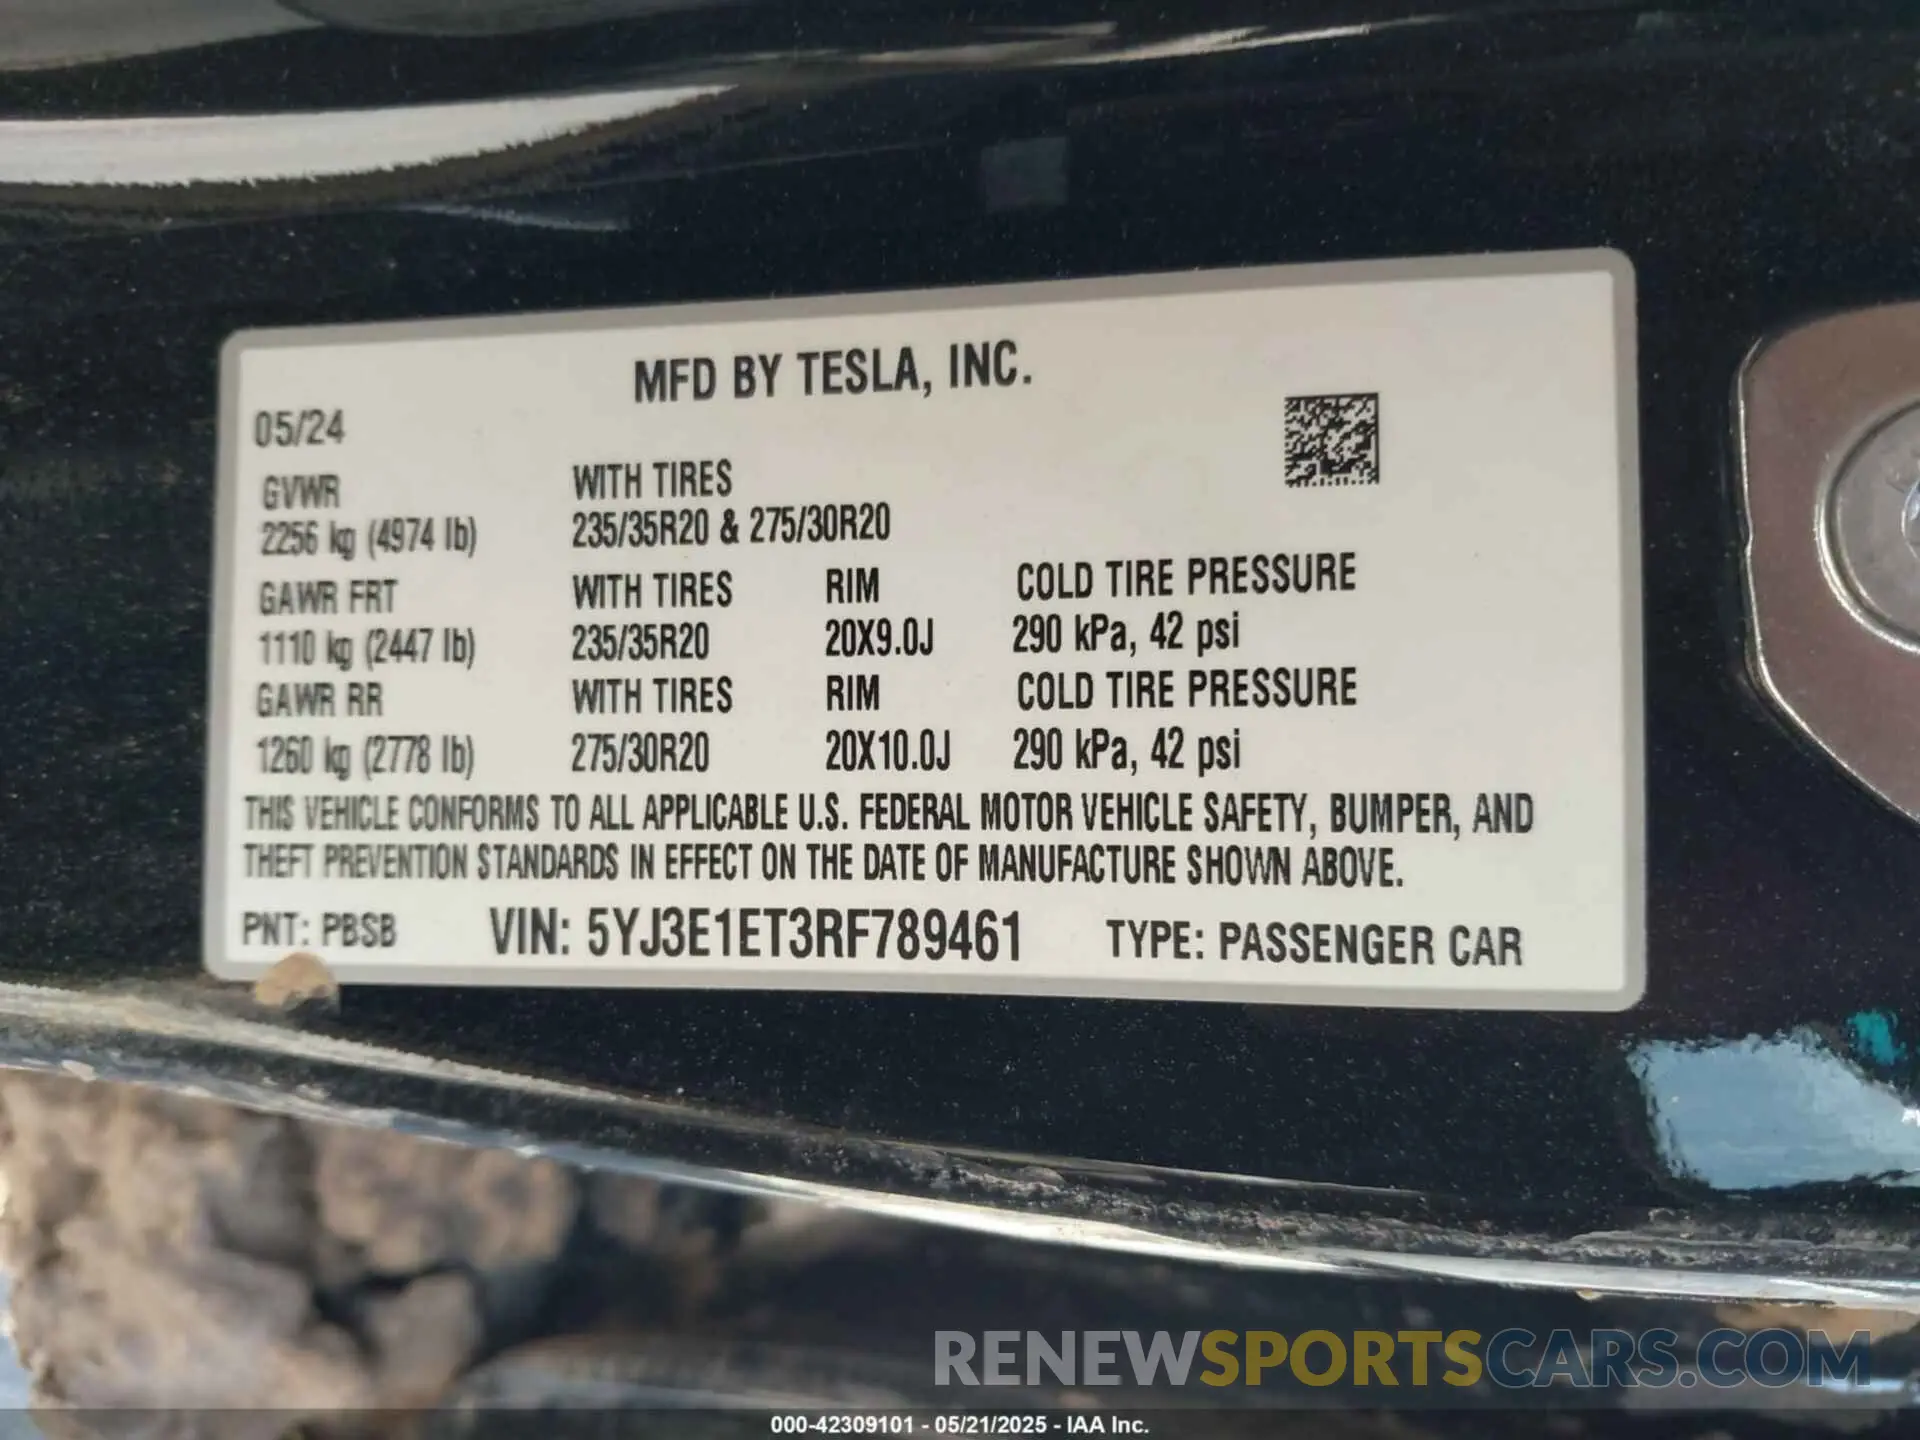 MFD BY TESLA, INC.
05/24
GVWR WITH TIRES
2256 kg (4974 lb) 235/35R20 & 275/30R20
GAWR FRT WITH TIRES RIM COLD TIRE PRESSURE
1110 kg (2447 lb) 235/35R20 20X9.0J 290 kPa, 42 psi
GAWR RR WITH TIRES RIM COLD TIRE PRESSURE
1260 kg (2778 lb) 275/30R20 20X10.0J 290 kPa, 42 psi
THIS VEHICLE CONFORMS TO ALL APPLICABLE U.S. FEDERAL MOTOR VEHICLE SAFETY, BUMPER, AND
THEFT PREVENTION STANDARDS IN EFFECT ON THE DATE OF MANUFACTURE SHOWN ABOVE.
PNT: PBSB VIN: 5YJ3E1ET3RF789461 TYPE: PASSENGER CAR
RENEWSPORTSCARS.COM
000-42309101 - 05/21/2025 - IAA Inc.